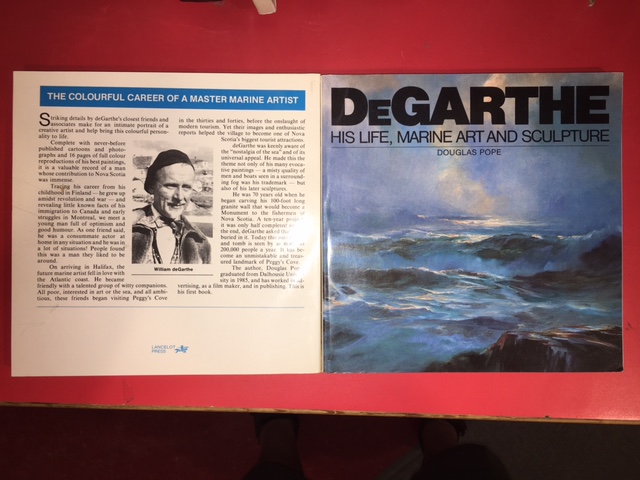 THE COLOURFUL CAREER OF A MASTER MARINE ARTIST
Striking details by deGarthe's closest friends and
associates make for an intimate portrait of a
creative artist and help bring this colourful person-
ality to life.
Complete with never-before
published cartoons and photo-
graphs and 16 pages of full colour
reproductions of his best paintings,
it is a valuable record of a man
whose contribution to Nova Scotia
was immense.
Tracing his career from his
childhood in Finland — he grew up
amidst revolution and war — and
revealing little known facts of his
immigration to Canada and early
struggles in Montreal, we meet a
young man full of optimism and
good humour. As one friend said,
he was a consummate actor at
home in any situation and he was in
a lot of situations! People found
this was a man they liked to be
around.
On arriving in Halifax, the
future marine artist fell in love with
the Atlantic coast. He became
friendly with a talented group of witty companions.
All poor, interested in art or the sea, and all ambi-
tious, these friends began visiting Peggy's Cove
in the thirties and forties, before the onslaught of
modern tourism. Yet their images and enthusiastic
reports helped the village to become one of Nova
Scotia's biggest tourist attractions.
deGarthe was keenly aware of
the "nostalgia of the sea" and of its
universal appeal. He made this the
theme not only of his many evoca-
tive paintings — a misty quality of
men and boats seen in a surround-
ing fog was his trademark — but
also of his later sculptures.
He was 70 years old when he
began carving his 100-foot long
granite wall that would become a
Monument to the fishermen of
Nova Scotia. A ten-year project
it was only half completed
the end, deGarthe asked
buried in it. Today the
and tomb is seen by
200,000 people a year. It has be-
come an unmistakable and treas-
ured landmark of Peggy's Cove.
The author, Douglas Pope
graduated from Dalhousie
sity in 1985, and has worked in ad-
vertising, as a film maker, and in publishing. This is
his first book.
William deGarthe
LANCELOT
PRESS
DEGARTHE
HIS LIFE, MARINE ART AND SCULPTURE
DOUGLAS POPE